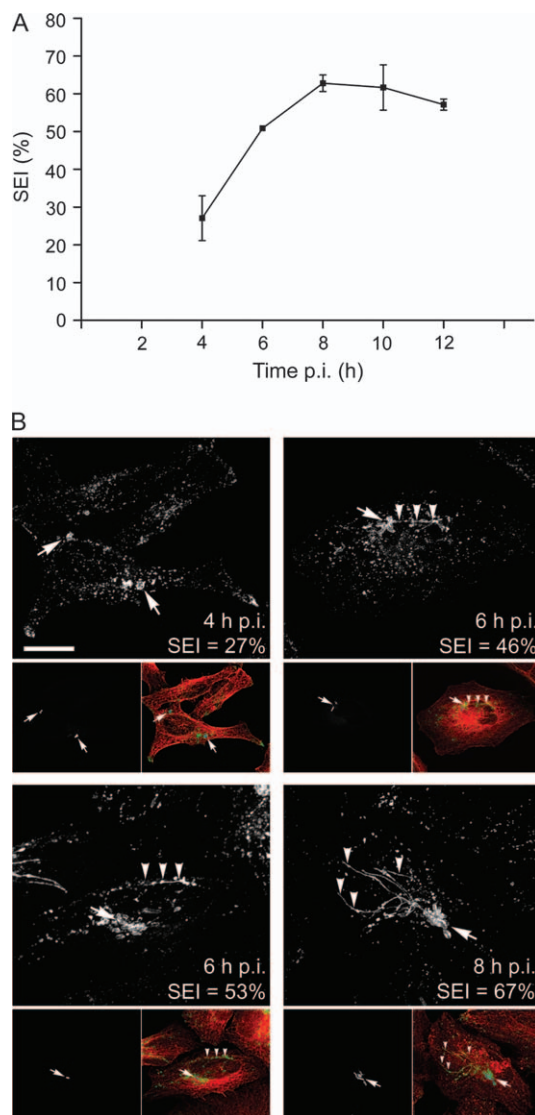 A
80
70
60
50
40
30
20
10
0
SEI (%)
2 4 6 8 10 12
Time p.i. (h)
B
4 h p.i.
SEI = 27%
6 h p.i.
SEI = 46%
6 h p.i.
SEI = 53%
8 h p.i.
SEI = 67%